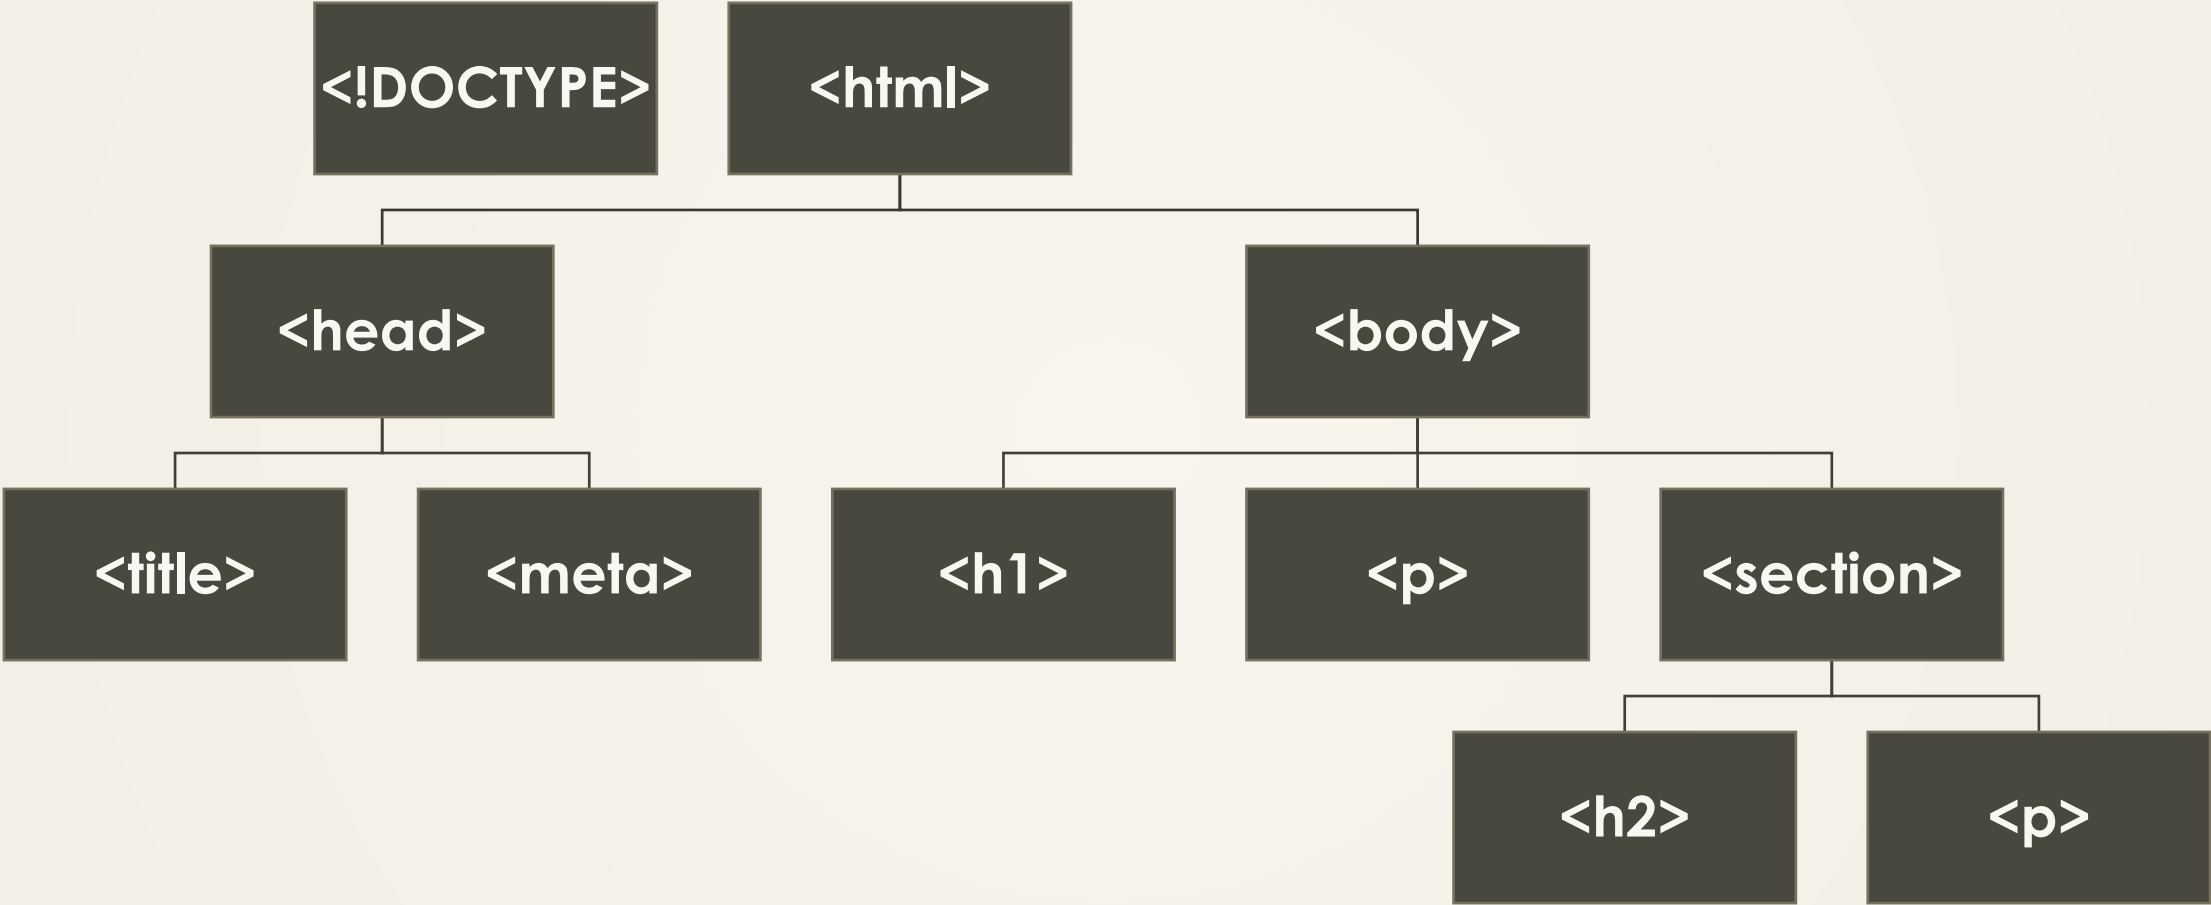 <!DOCTYPE>
<html>
<head>
<body>
<title>
<meta>
<h1>
<p>
<section>
<h2>
<p>